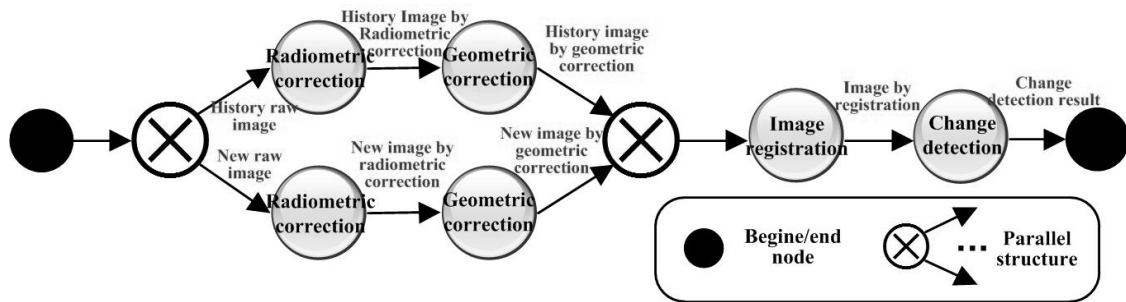 History Image by
Radiometric
correction
Radiometric
correction
Geometric
correction
History image
by geometric
correction
History raw
image
New raw
image
New image by
radiometric
correction
Radiometric
correction
Geometric
correction
New image by
geometric
correction
Image
registration
Image by
registration
Change
detection
Change
detection result
Begine/end
node
...
Parallel
structure